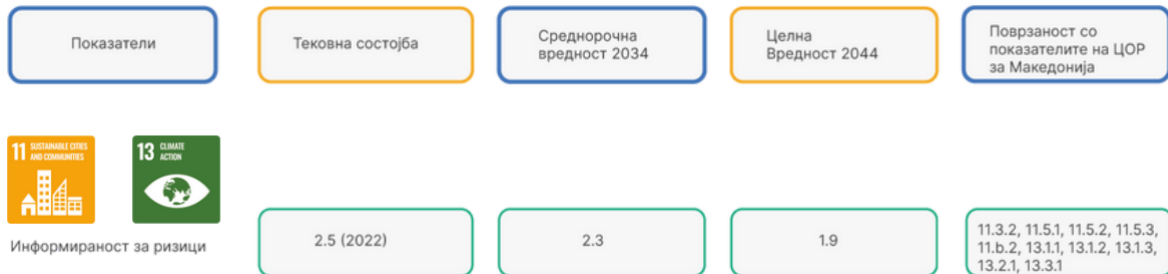 Показатели
Тековна состојба
Среднорочна
вредност 2034
Целна
Вредност 2044
Поврзаност со
показателите на ЦОР
за Македонија
11 SUSTAINABLE CITIES
AND COMMUNITIES
13 CLIMATE
ACTION
Информираност за ризици
2.5 (2022)
2.3
1.9
11.3.2, 11.5.1, 11.5.2, 11.5.3,
11.b.2, 13.1.1, 13.1.2, 13.1.3,
13.2.1, 13.3.1